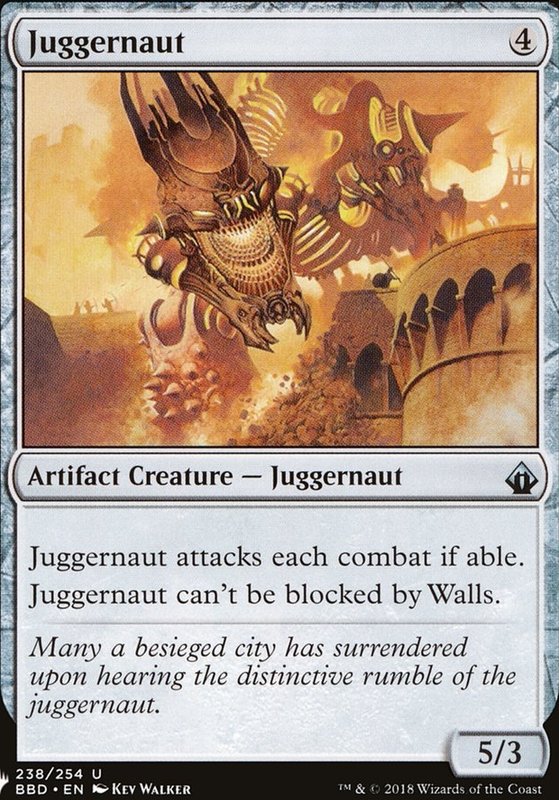 Juggernaut 4
Artifact Creature — Juggernaut
Juggernaut attacks each combat if able.
Juggernaut can't be blocked by Walls.
Many a besieged city has surrendered
upon hearing the distinctive rumble of the
juggernaut.
5/3
238/254 U
BBD • EN Kev Walker
™ & © 2018 Wizards of the Coast